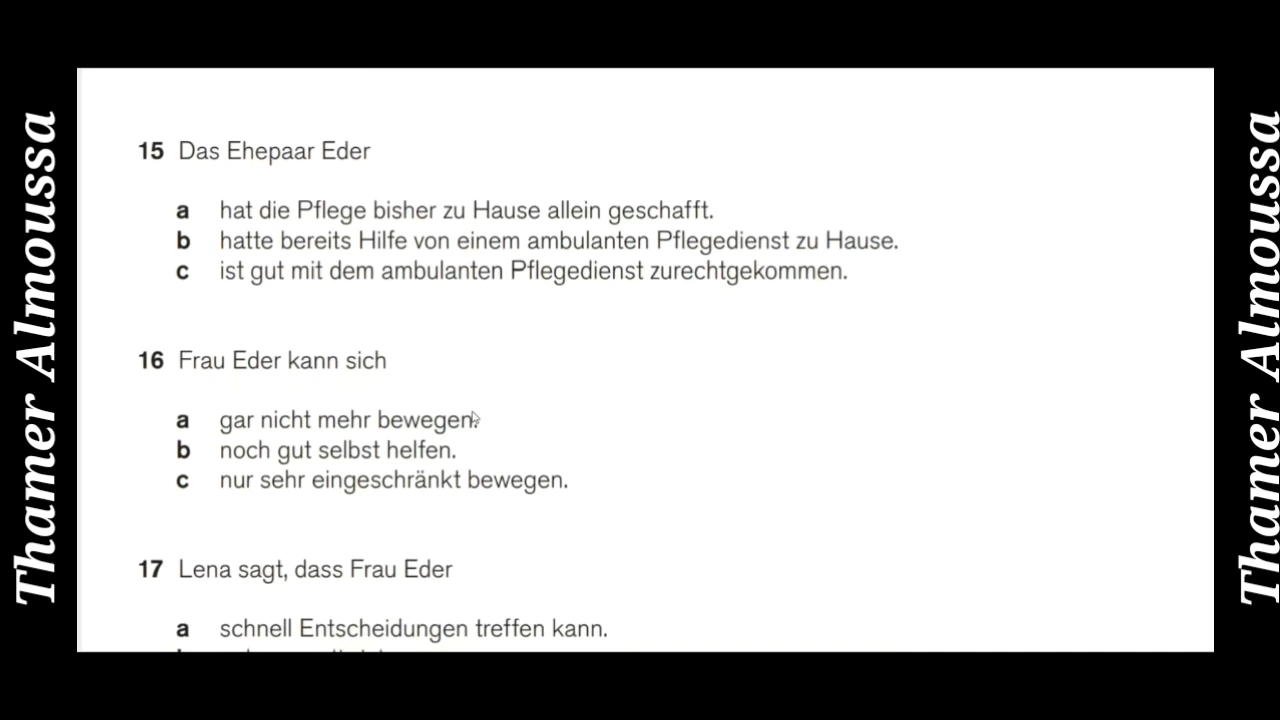 Thamer Almoussa
15 Das Ehepaar Eder
a hat die Pflege bisher zu Hause allein geschafft.
b hatte bereits Hilfe von einem ambulanten Pflegedienst zu Hause.
c ist gut mit dem ambulanten Pflegedienst zurechtgekommen.
16 Frau Eder kann sich
a gar nicht mehr bewegen.
b noch gut selbst helfen.
c nur sehr eingeschränkt bewegen.
17 Lena sagt, dass Frau Eder
a schnell Entscheidungen treffen kann.
Thamer Almoussa